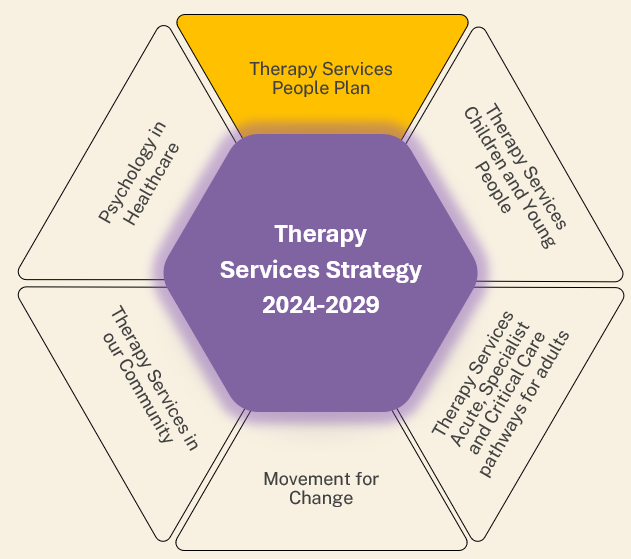 Therapy Services
People Plan
Therapy Services
Children and Young
People
Therapy Services
Acute, Specialist
and Critical Care
pathways for adults
Movement for
Change
Therapy Services in
our Community
Psychology in
Healthcare
Therapy
Services Strategy
2024-2029